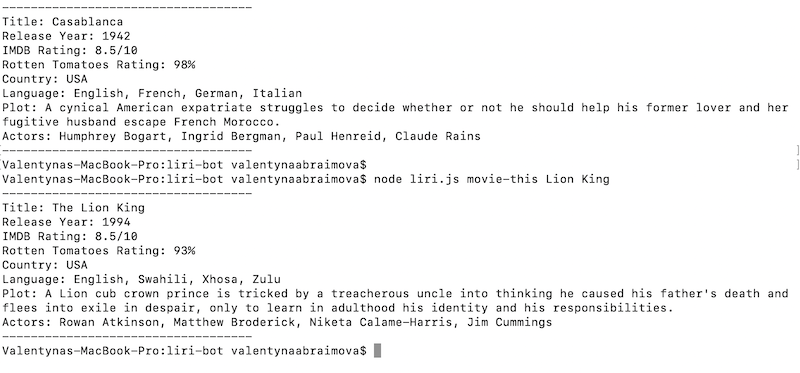 -----------------------------------
Title: Casablanca
Release Year: 1942
IMDB Rating: 8.5/10
Rotten Tomatoes Rating: 98%
Country: USA
Language: English, French, German, Italian
Plot: A cynical American expatriate struggles to decide whether or not he should help his former lover and her
fugitive husband escape French Morocco.
Actors: Humphrey Bogart, Ingrid Bergman, Paul Henreid, Claude Rains
-----------------------------------
Valentynas-MacBook-Pro:liri-bot valentynaabraimova$
Valentynas-MacBook-Pro:liri-bot valentynaabraimova$ node liri.js movie-this Lion King
-----------------------------------
Title: The Lion King
Release Year: 1994
IMDB Rating: 8.5/10
Rotten Tomatoes Rating: 93%
Country: USA
Language: English, Swahili, Xhosa, Zulu
Plot: A Lion cub crown prince is tricked by a treacherous uncle into thinking he caused his father's death and
flees into exile in despair, only to learn in adulthood his identity and his responsibilities.
Actors: Rowan Atkinson, Matthew Broderick, Niketa Calame-Harris, Jim Cummings
-----------------------------------
Valentynas-MacBook-Pro:liri-bot valentynaabraimova$